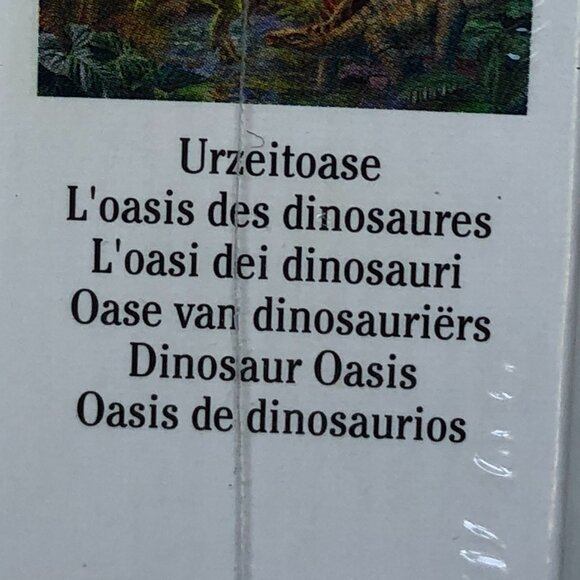 Urzeitoase
L'oasis des dinosaures
L'oasi dei dinosauri
Oase van dinosauriërs
Dinosaur Oasis
Oasis de dinosaurios